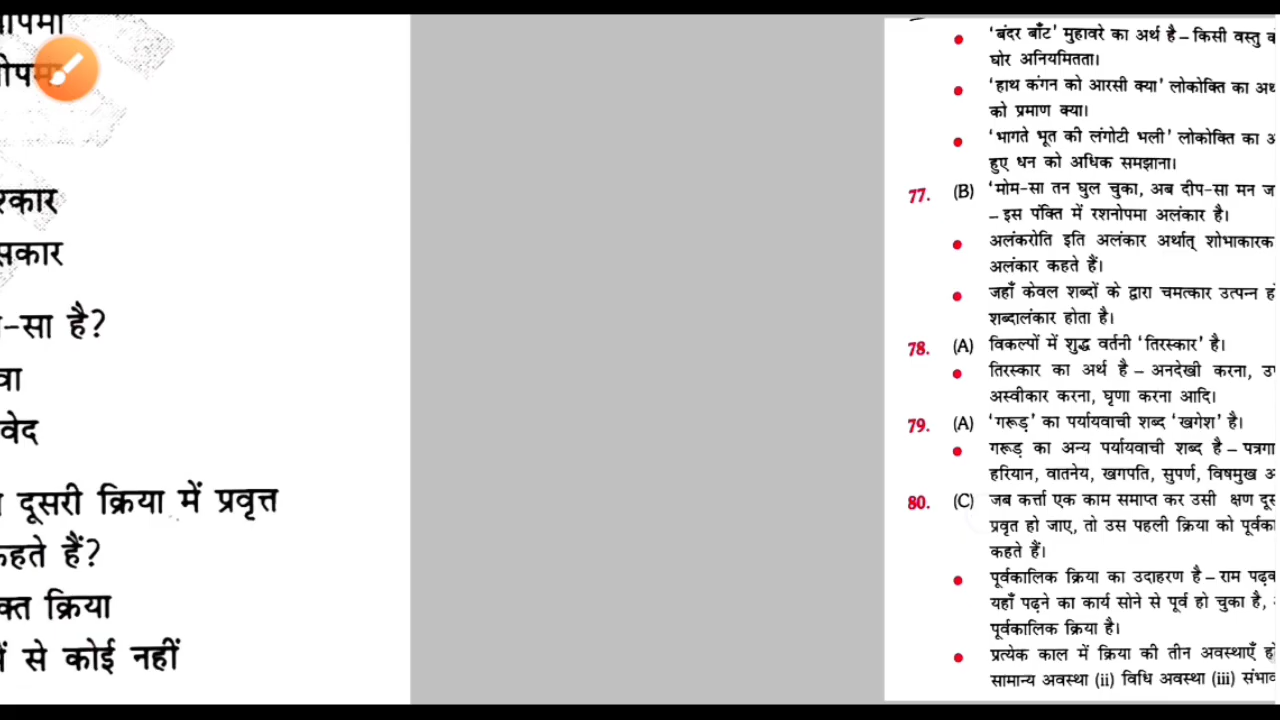 रकार
सकार
-सा है?
वा
वेद
दूसरी क्रिया में प्रवृत्त
कहते हैं?
क्त क्रिया
में से कोई नहीं
'बंदर बाँट' मुहावरे का अर्थ है – किसी वस्तु
घोर अनियमितता।
'हाथ कंगन को आरसी क्या' लोकोक्ति का
को प्रमाण क्या।
'भागते भूत की लंगोटी भली' लोकोक्ति का
हुए धन को अधिक समझाना।
77. (B) 'मोम-सा तन घुल चुका, अब दीप-सा मन
– इस पंक्ति में रशनोपमा अलंकार है।
अलंकरोति इति अलंकार अर्थात् शोभाकारक
अलंकार कहते हैं।
जहाँ केवल शब्दों के द्वारा चमत्कार उत्पन्न
शब्दालंकार होता है।
78. (A) विकल्पों में शुद्ध वर्तनी 'तिरस्कार' है।
तिरस्कार का अर्थ है – अनदेखी करना,
अस्वीकार करना, घृणा करना आदि।
79. (A) 'गरूड़' का पर्यायवाची शब्द 'खगेश' है।
गरूड़ का अन्य पर्यायवाची शब्द है – पत्रगा
हरियान, वातनेय, खगपति, सुपर्ण, विषमुख
80. (C) जब कर्त्ता एक काम समाप्त कर उसी क्षण
प्रवृत हो जाए, तो उस पहली क्रिया को पूर्वका
कहते हैं।
पूर्वकालिक क्रिया का उदाहरण है – राम
यहाँ पढ़ने का कार्य सोने से पूर्व हो चुका है,
पूर्वकालिक क्रिया है।
प्रत्येक काल में क्रिया की तीन अवस्थाएँ
सामान्य अवस्था (ii) विधि अवस्था (iii)